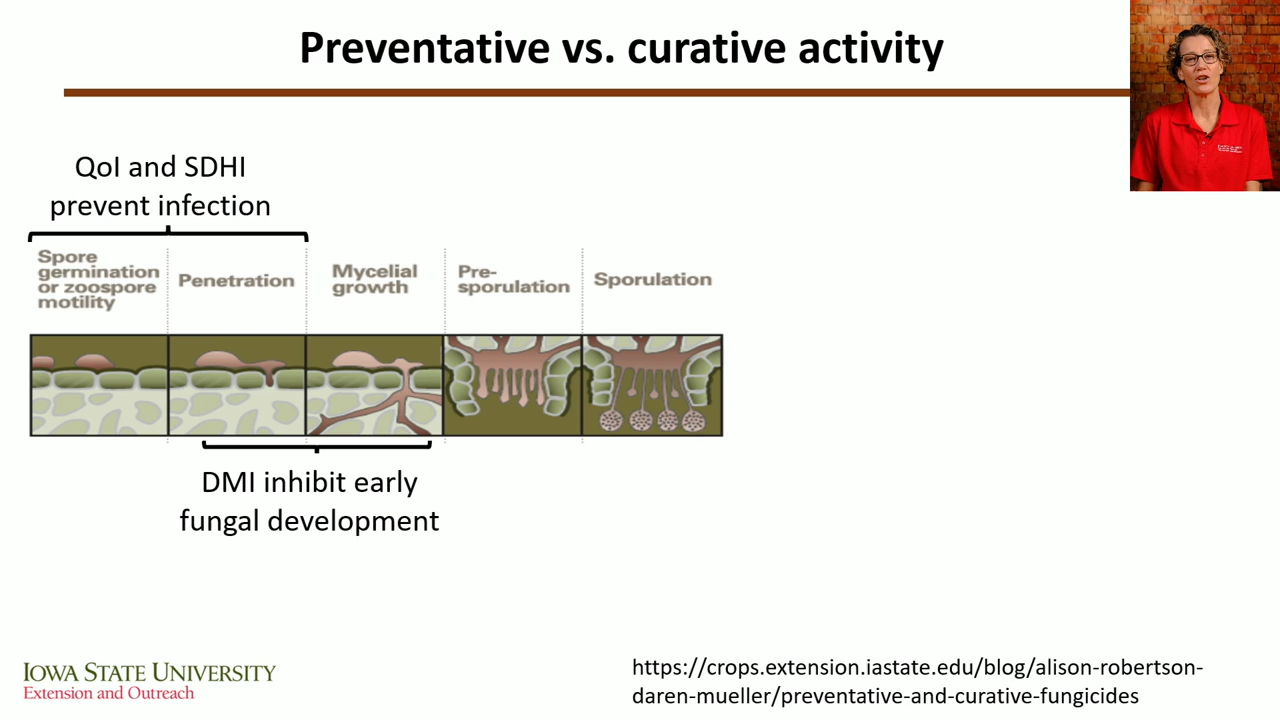 Preventative vs. curative activity
QoI and SDHI
prevent infection
Spore
germination
or zoospore
motility
Penetration
Mycelial
growth
Pre-
sporulation
Sporulation
DMI inhibit early
fungal development
IOWA STATE UNIVERSITY
Extension and Outreach
https://crops.extension.iastate.edu/blog/alison-robertson-
daren-mueller/preventative-and-curative-fungicides